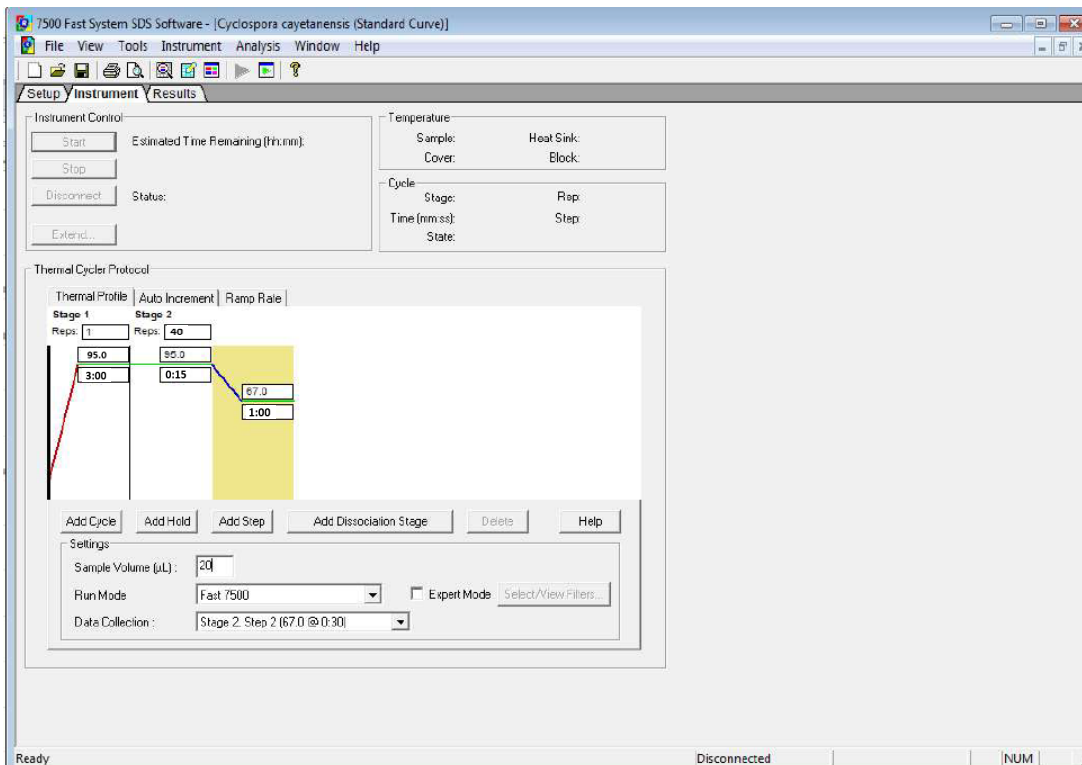 7500 Fast System SDS Software - [Cyclospora cayetanensis (Standard Curve)]
File View Tools Instrument Analysis Window Help
Setup Instrument Results
Instrument Control
Start Estimated Time Remaining (hh:mm):
Stop
Disconnect Status:
Extend...
Temperature
Sample: Heat Sink:
Cover: Block:
Cycle
Stage: Rep:
Time (mm:ss): Step:
State:
Thermal Cycler Protocol
Thermal Profile Auto Increment Ramp Rate
Stage 1 Stage 2
Reps: 1 Reps: 40
95.0 95.0
3:00 0:15
67.0
1:00
Add Cycle Add Hold Add Step Add Dissociation Stage Delete Help
Settings
Sample Volume (µL) : 20
Run Mode Fast 7500 Expert Mode Select/View Filters...
Data Collection : Stage 2, Step 2 (67.0 @ 0:30)
Ready Disconnected NUM